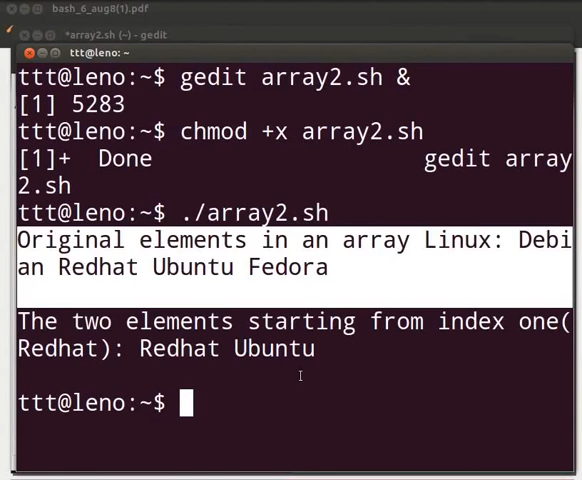 bash_6_aug8(1).pdf
*array2.sh (~) - gedit
ttt@leno: ~
ttt@leno:~$ gedit array2.sh &
[1] 5283
ttt@leno:~$ chmod +x array2.sh
[1]+  Done                    gedit array
2.sh
ttt@leno:~$ ./array2.sh
Original elements in an array Linux: Debi
an Redhat Ubuntu Fedora
The two elements starting from index one(
Redhat): Redhat Ubuntu
ttt@leno:~$